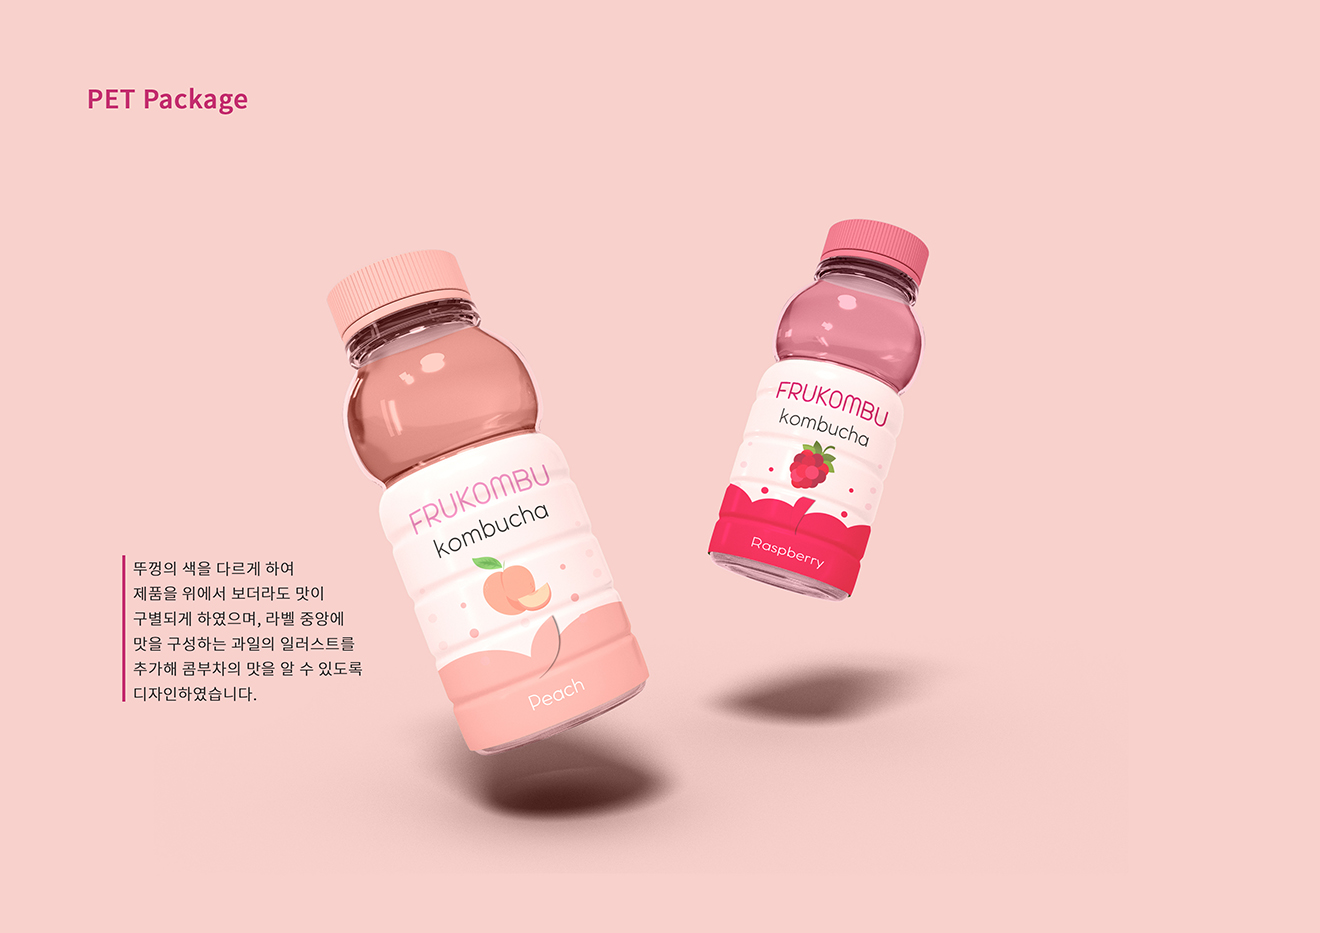 PET Package
FRUKOMBU
kombucha
Peach
FRUKOMBU
kombucha
Raspberry
뚜껑의 색을 다르게 하여
제품을 위에서 보더라도 맛이
구별되게 하였으며, 라벨 중앙에
맛을 구성하는 과일의 일러스트를
추가해 콤부차의 맛을 알 수 있도록
디자인하였습니다.